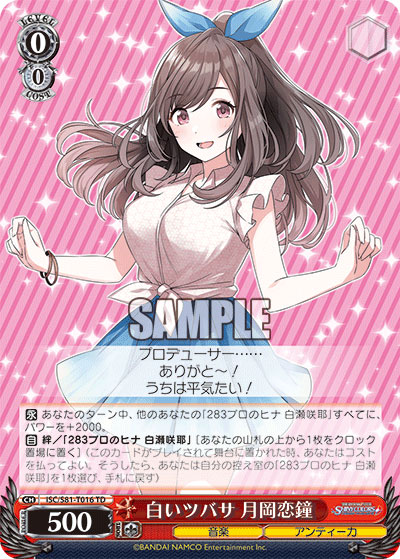 LEVEL
0
0
COST
SAMPLE
プロデューサー……
ありがと～！
うちは平気たい！
永 あなたのターン中、他のあなたの「283プロのヒナ 白瀬咲耶」すべてに、
パワーを+2000。
自 絆／「283プロのヒナ 白瀬咲耶」［あなたの山札の上から1枚をクロック
置場に置く］（このカードがプレイされて舞台に置かれた時、あなたはコスト
を払ってよい。そうしたら、あなたは自分の控え室の「283プロのヒナ 白瀬
咲耶」を1枚選び、手札に戻す）
CH
ISC/S81-T016 TD
500
白いツバサ 月岡恋鐘
音楽
アンティーカ
SHINY COLORS
©BANDAI NAMCO Entertainment Inc.